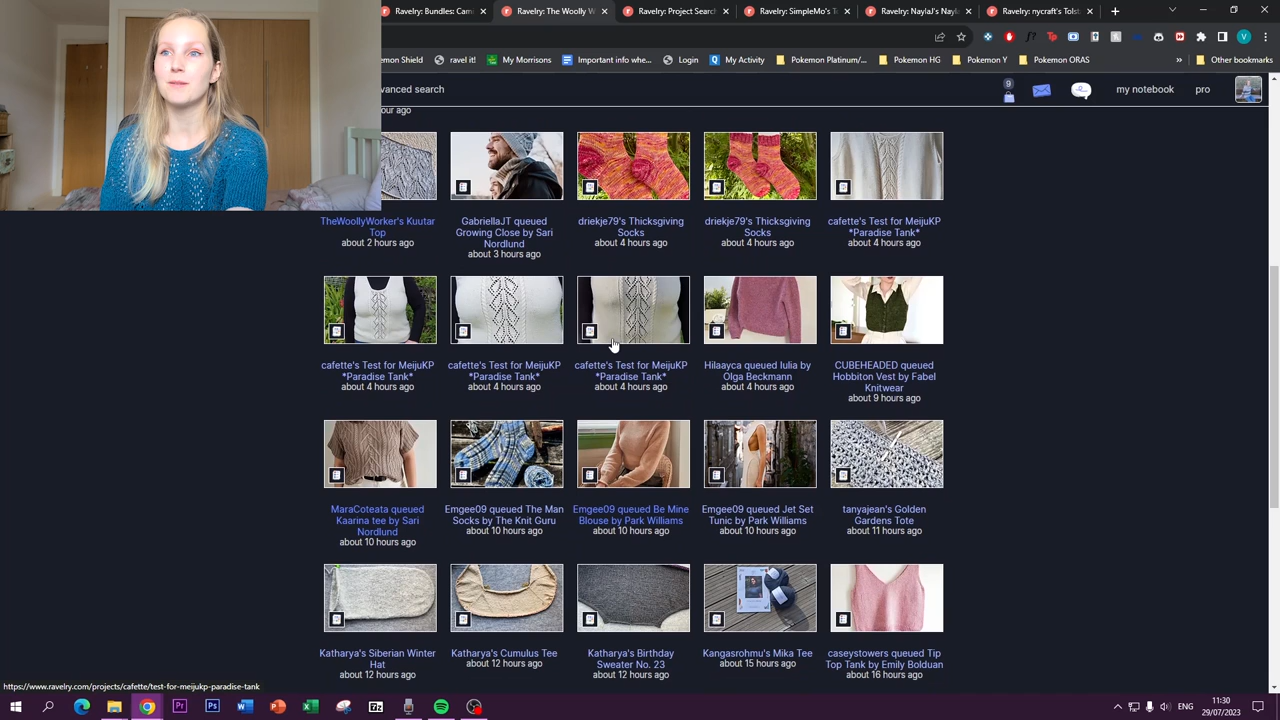 Ravelry: Bundles: Cam
Ravelry: The Woolly W
Ravelry: Project Search
Ravelry: SimpleMo's T
Ravelry: NaylaJ's Nayk
Ravelry: nycraft's Tols
emon Shield
ravel it!
My Morrisons
Important info whe...
Login
My Activity
Pokemon Platinum/...
Pokemon HG
Pokemon Y
Pokemon ORAS
»
Other bookmarks
vanced search
9
my notebook
pro
our ago
TheWoollyWorker's Kuutar
Top
about 2 hours ago
GabriellaJT queued
Growing Close by Sari
Nordlund
about 3 hours ago
driekje79's Thicksgiving
Socks
about 4 hours ago
driekje79's Thicksgiving
Socks
about 4 hours ago
cafette's Test for MeijuKP
*Paradise Tank*
about 4 hours ago
cafette's Test for MeijuKP
*Paradise Tank*
about 4 hours ago
cafette's Test for MeijuKP
*Paradise Tank*
about 4 hours ago
cafette's Test for MeijuKP
*Paradise Tank*
about 4 hours ago
Hilaayca queued Iulia by
Olga Beckmann
about 4 hours ago
CUBEHEADED queued
Hobbiton Vest by Fabel
Knitwear
about 9 hours ago
MaraCoteata queued
Kaarina tee by Sari
Nordlund
about 10 hours ago
Emgee09 queued The Man
Socks by The Knit Guru
about 10 hours ago
Emgee09 queued Be Mine
Blouse by Park Williams
about 10 hours ago
Emgee09 queued Jet Set
Tunic by Park Williams
about 10 hours ago
tanyajean's Golden
Gardens Tote
about 11 hours ago
Katharya's Siberian Winter
Hat
about 12 hours ago
Katharya's Cumulus Tee
about 12 hours ago
Katharya's Birthday
Sweater No. 23
about 12 hours ago
Kangasrohmu's Mika Tee
about 15 hours ago
caseystowers queued Tip
Top Tank by Emily Bolduan
about 16 hours ago
https://www.ravelry.com/projects/cafette/test-for-meijukp-paradise-tank
ENG
11:30
29/07/2023